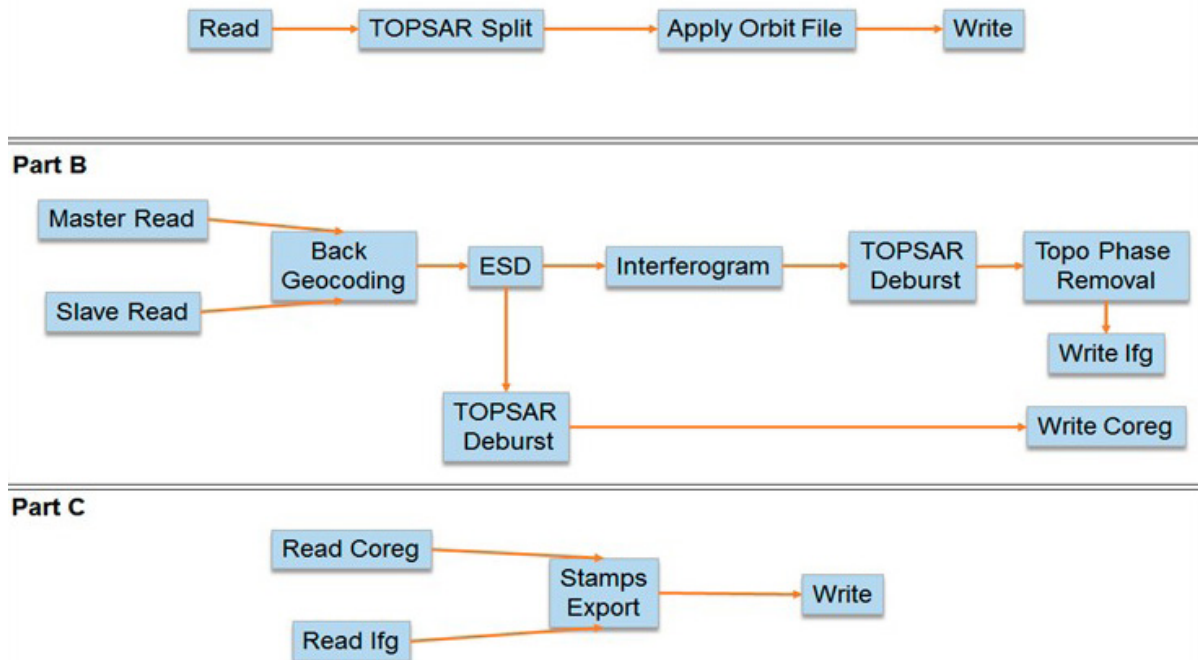 Read
TOPSAR Split
Apply Orbit File
Write
Part B
Master Read
Slave Read
Back
Geocoding
ESD
Interferogram
TOPSAR
Deburst
Topo Phase
Removal
Write Ifg
TOPSAR
Deburst
Write Coreg
Part C
Read Coreg
Read Ifg
Stamps
Export
Write